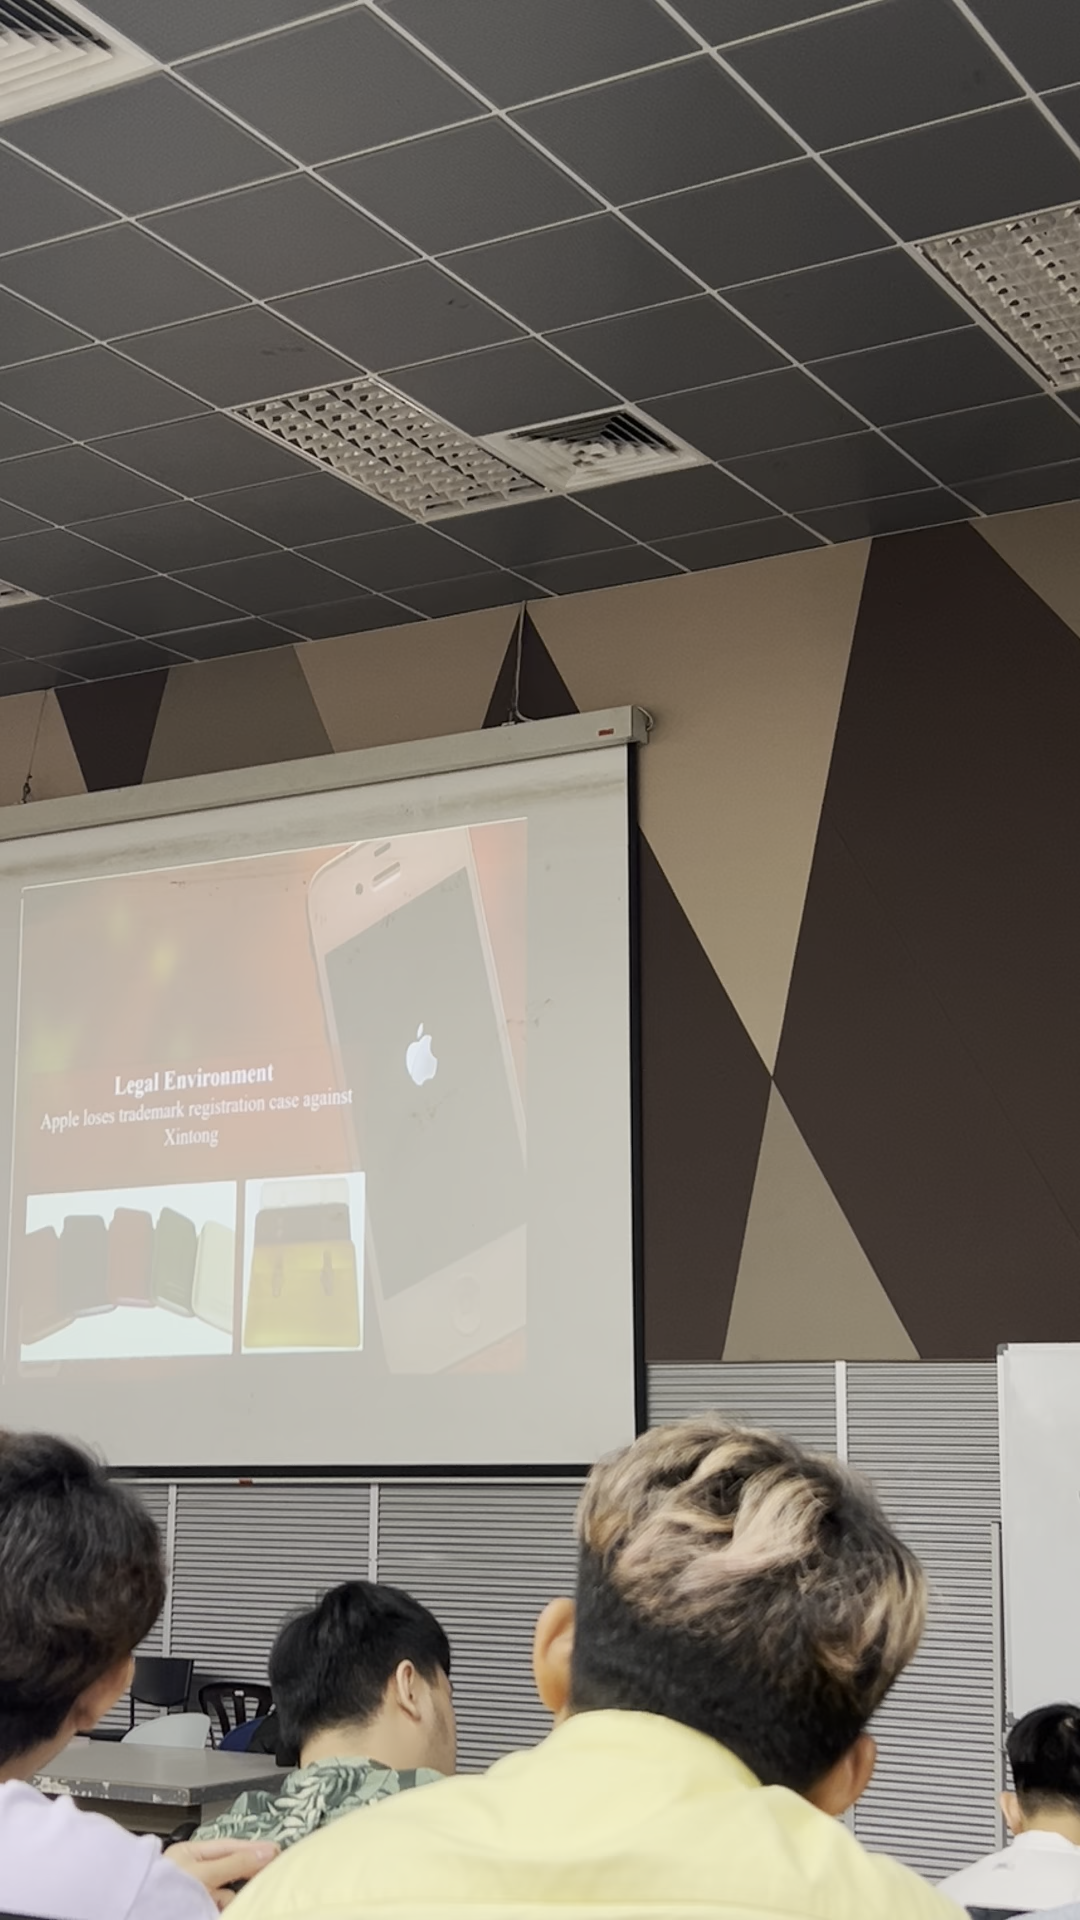 Legal Environment
Apple loses trademark registration case against
Xintong